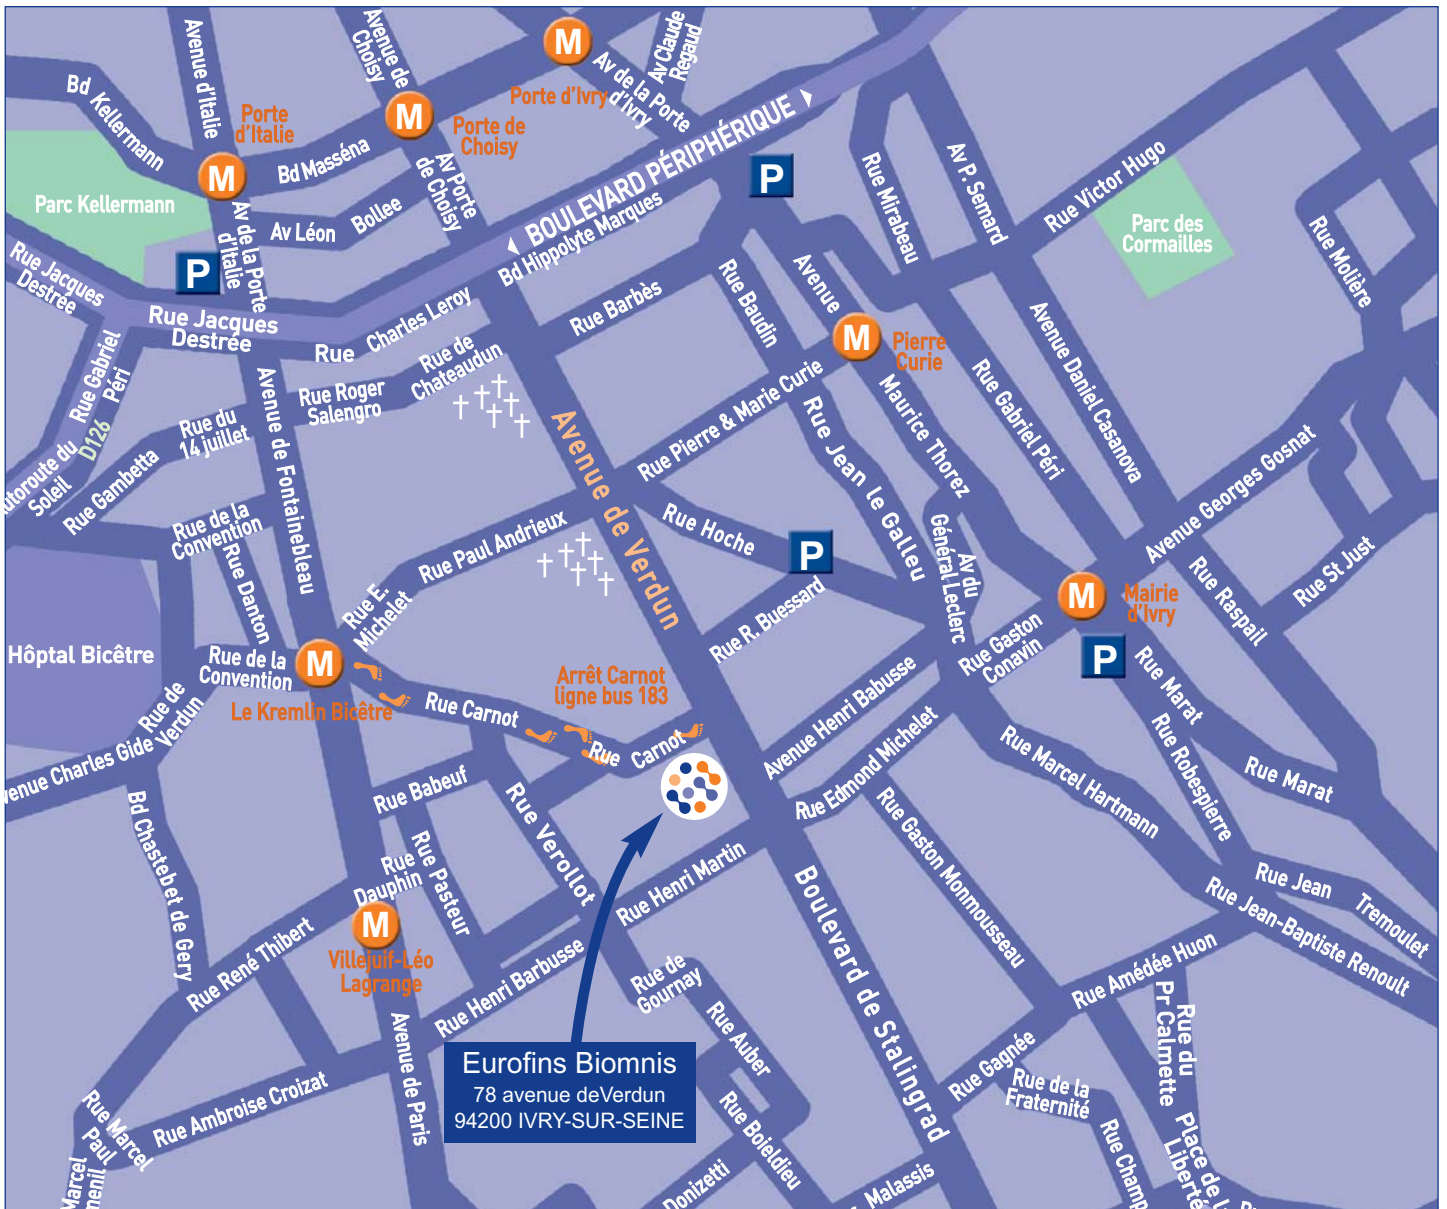 Bd Kellermann
Avenue d'Italie
Avenue de
Choisy
M
Porte
d'Italie
M
Porte de
Choisy
M
Porte d'Ivry
Av de la Porte
d'Ivry
Av Claude
Regaud
Bd Masséna
Parc Kellermann
M
Av Léon Bollee
Av Porte
de Choisy
Av de la Porte
d'Italie
P
BOULEVARD PÉRIPHÉRIQUE
Bd Hippolyte Marques
P
Rue Mirabeau
Av P. Semard
Rue Victor Hugo
Parc des
Cormailles
Rue Molière
Rue Jacques
Destrée
Rue Jacques
Destrée
Rue Charles Leroy
Rue Barbès
Rue Baudin
Avenue
Maurice Thorez
M
Pierre
Curie
Rue Gabriel
Péri
D126
Rue Roger
Salengro
Rue de
Chateaudun
Rue du
14 juillet
Rue Gambetta
utoroute du
Soleil
Avenue de Fontainebleau
Avenue de Verdun
Rue Pierre & Marie Curie
Rue Jean le Galleu
Rue Gabriel Péri
Avenue Daniel Casanova
Avenue Georges Gosnat
Rue de la
Convention
Rue Danton
Rue Paul Andrieux
Rue E.
Michelet
Rue Hoche
P
Rue R. Buessard
Av du
Général Leclerc
M
Mairie
d'Ivry
P
Rue Raspail
Rue St Just
Hôptal Bicêtre
Rue de la
Convention
M
Le Kremlin Bicêtre
Rue de
Verdun
venue Charles Gide
Rue Carnot
Arrêt Carnot
ligne bus 183
Rue Carnot
Avenue Henri Babusse
Rue Gaston
Conavin
Rue Edmond Michelet
Rue Marat
Rue Marat
Rue Robespierre
Rue Marcel Hartmann
Rue Babeuf
Rue Verollot
Bd Chastebet de Gery
Rue
Dauphin
Rue Pasteur
M
Villejuif-Léo
Lagrange
Rue René Thibert
Rue Henri Martin
Rue Henri Barbusse
Boulevard de Stalingrad
Rue Gaston Monmousseau
Rue Jean Tremoulet
Rue Jean-Baptiste Renoult
Rue Amédée Huon
Rue de
Gournay
Rue Auber
Rue Gagnée
Rue de la
Fraternité
Rue du
Pr Calmette
Avenue de Paris
Rue Ambroise Croizat
Rue Marcel
Paul
Marcel
menil
Eurofins Biomnis
78 avenue deVerdun
94200 IVRY-SUR-SEINE
Rue Boieldieu
Donizetti
Malassis
Rue Champ
Place de l
Liberté